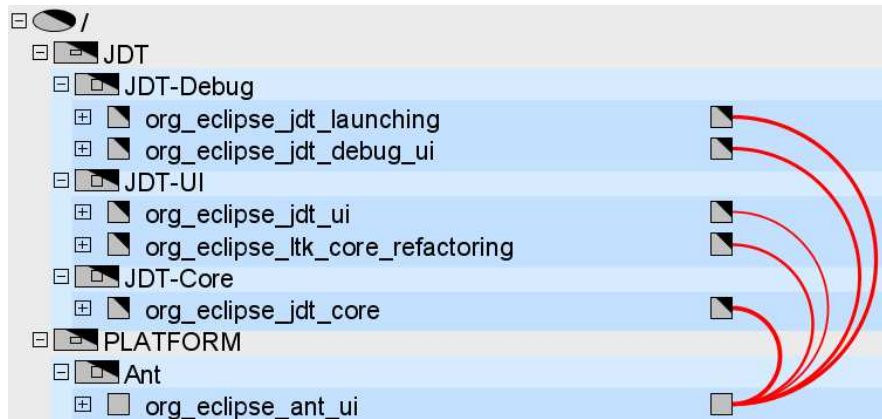 /
JDT
JDT-Debug
org_eclipse_jdt_launching
org_eclipse_jdt_debug_ui
JDT-UI
org_eclipse_jdt_ui
org_eclipse_ltk_core_refactoring
JDT-Core
org_eclipse_jdt_core
PLATFORM
Ant
org_eclipse_ant_ui